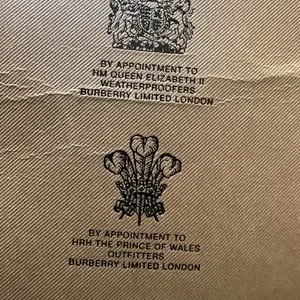 BY APPOINTMENT TO
HM QUEEN ELIZABETH II
WEATHERPROOFERS
BURBERRY LIMITED LONDON
BY APPOINTMENT TO
HRH THE PRINCE OF WALES
OUTFITTERS
BURBERRY LIMITED LONDON